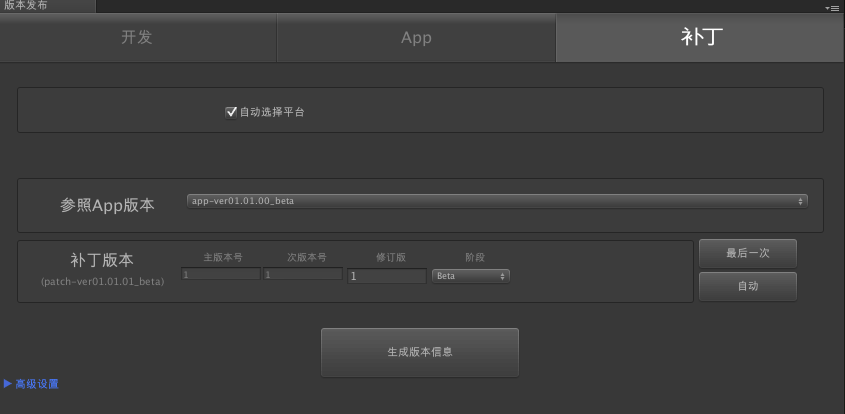 版本发布
开发 App 补丁
自动选择平台
参照App版本 app-ver01.01.00_beta
补丁版本 主版本号 次版本号 修订版 阶段
(patch-ver01.01.01_beta) 1 1 1 Beta
最后一次
自动
生成版本信息
高级设置